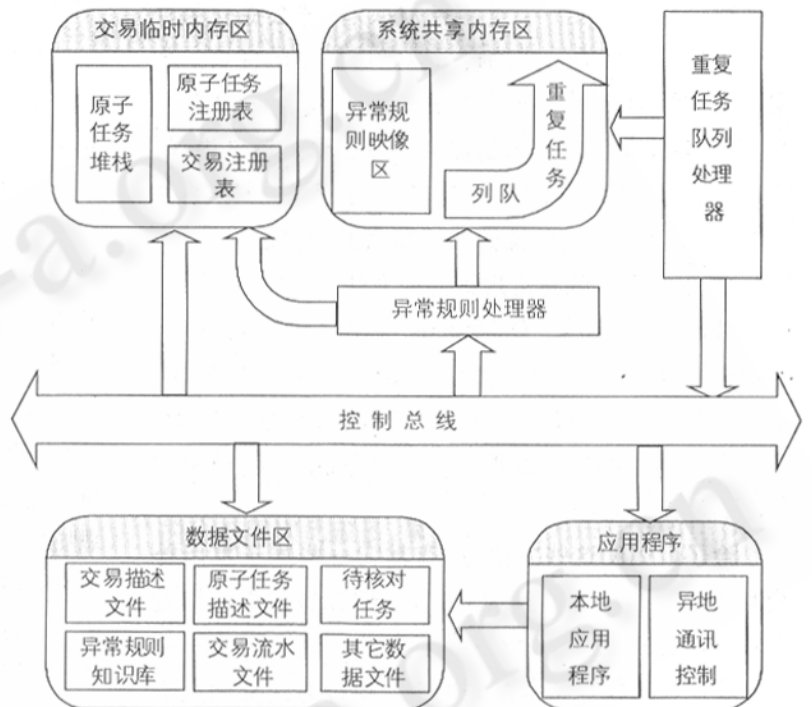 交易临时内存区
原子
任务
堆栈
原子任务
注册表
交易注册
表
系统共享内存区
异常规
则映像
区
重
复
任
务
列队
重复
任务
队列
处理
器
异常规则处理器
控制总线
数据文件区
交易描述
文件
原子任务
描述文件
待核对
任务
异常规则
知识库
交易流水
文件
其它数
据文件
应用程序
本地
应用
程序
异地
通讯
控制